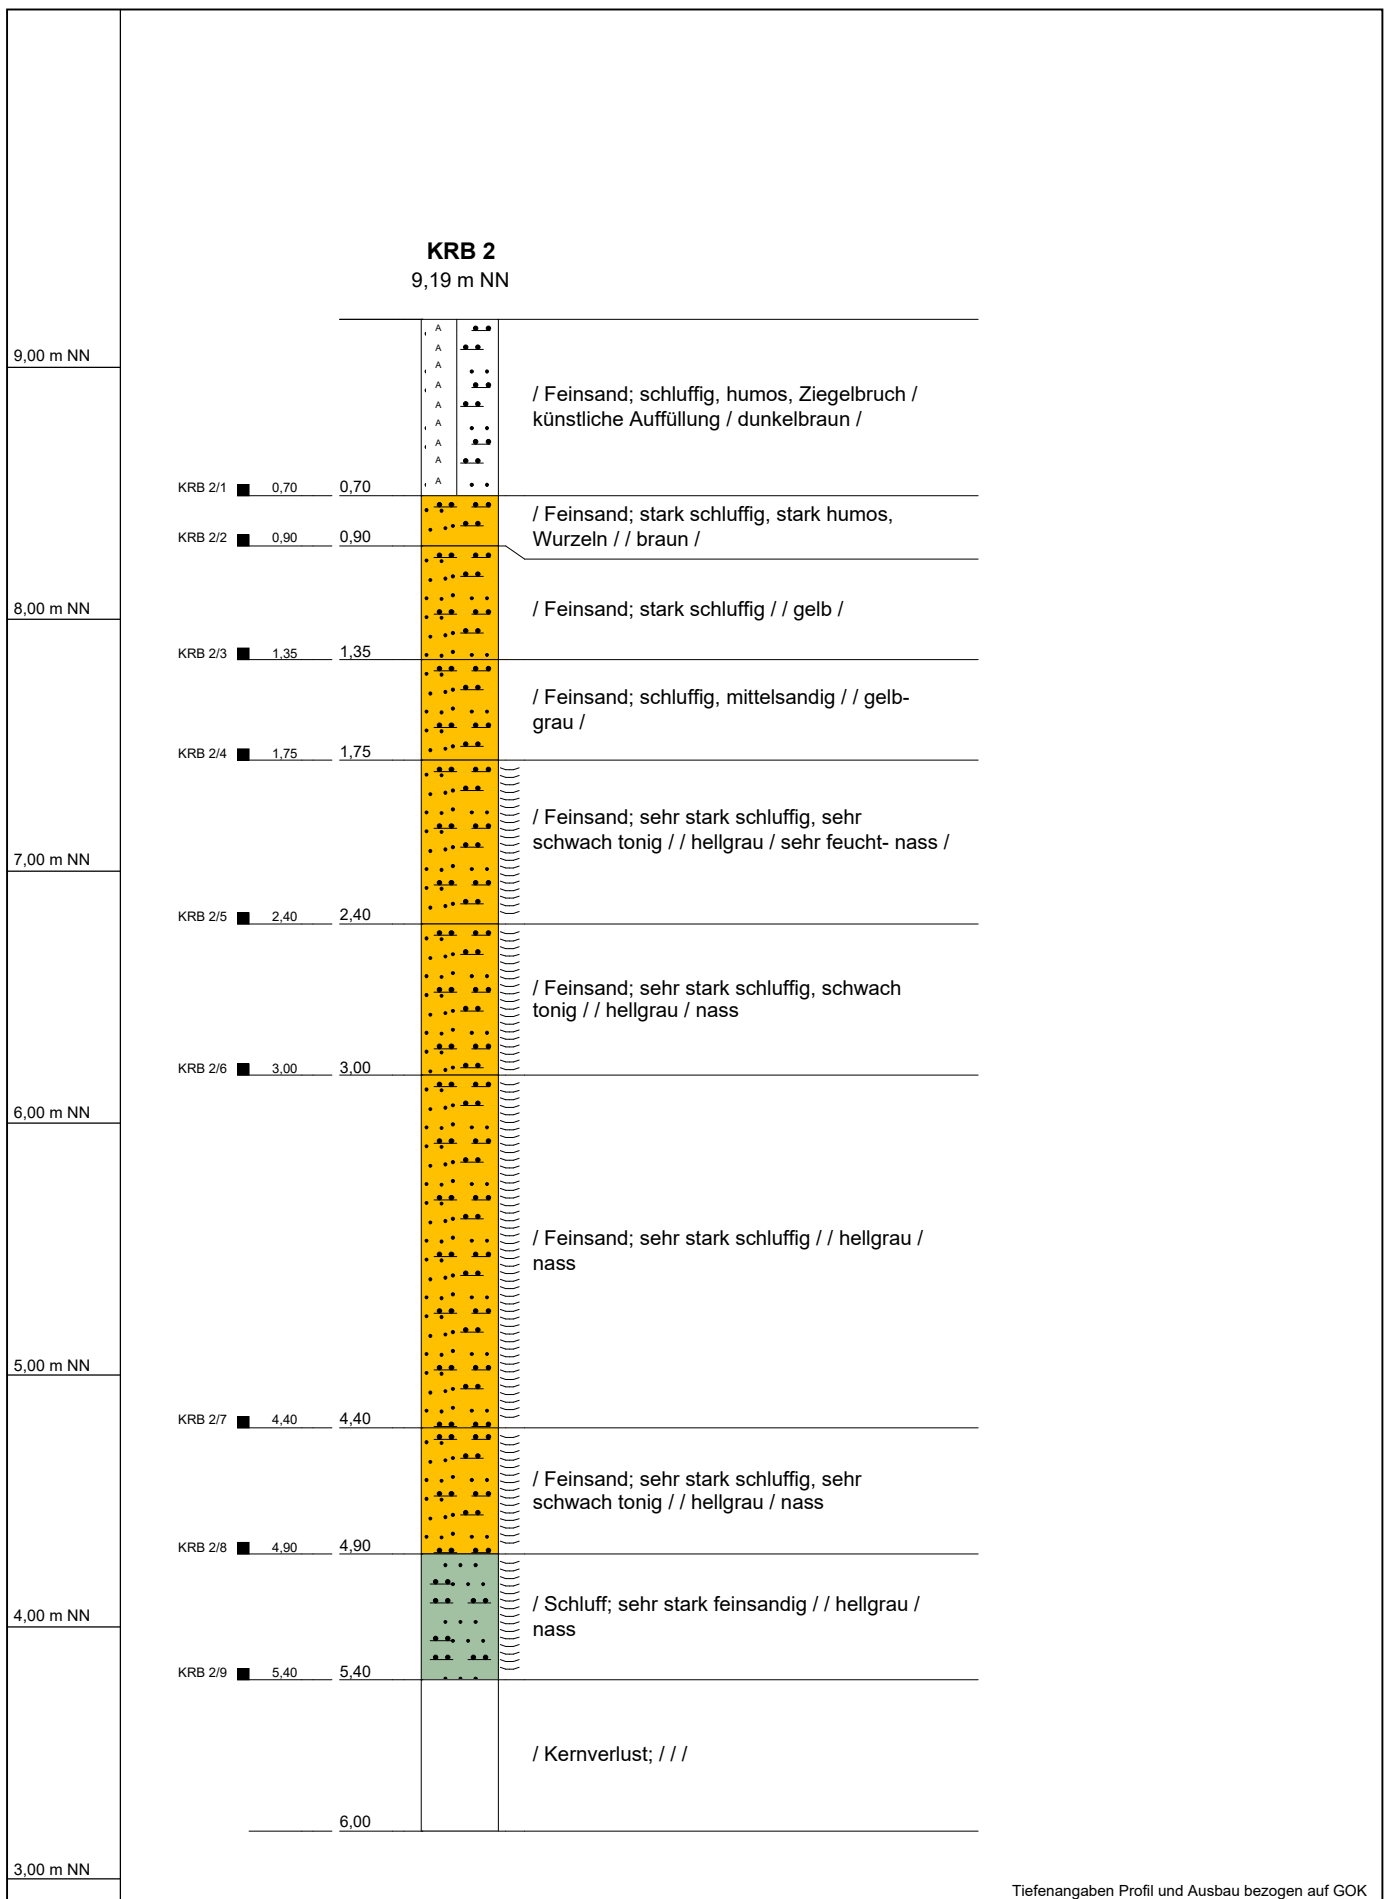 KRB 2
9,19 m NN
9,00 m NN
A
A
A
A
A
A
A
A
A
/ Feinsand; schluffig, humos, Ziegelbruch /
künstliche Auffüllung / dunkelbraun /
KRB 2/1 0,70 0,70
/ Feinsand; stark schluffig, stark humos,
Wurzeln / / braun /
KRB 2/2 0,90 0,90
8,00 m NN
/ Feinsand; stark schluffig / / gelb /
KRB 2/3 1,35 1,35
/ Feinsand; schluffig, mittelsandig / / gelb-
grau /
KRB 2/4 1,75 1,75
/ Feinsand; sehr stark schluffig, sehr
schwach tonig / / hellgrau / sehr feucht- nass /
7,00 m NN
KRB 2/5 2,40 2,40
/ Feinsand; sehr stark schluffig, schwach
tonig / / hellgrau / nass
KRB 2/6 3,00 3,00
6,00 m NN
/ Feinsand; sehr stark schluffig / / hellgrau /
nass
5,00 m NN
KRB 2/7 4,40 4,40
/ Feinsand; sehr stark schluffig, sehr
schwach tonig / / hellgrau / nass
KRB 2/8 4,90 4,90
/ Schluff; sehr stark feinsandig / / hellgrau /
nass
4,00 m NN
KRB 2/9 5,40 5,40
/ Kernverlust; / / /
6,00
3,00 m NN
Tiefenangaben Profil und Ausbau bezogen auf GOK